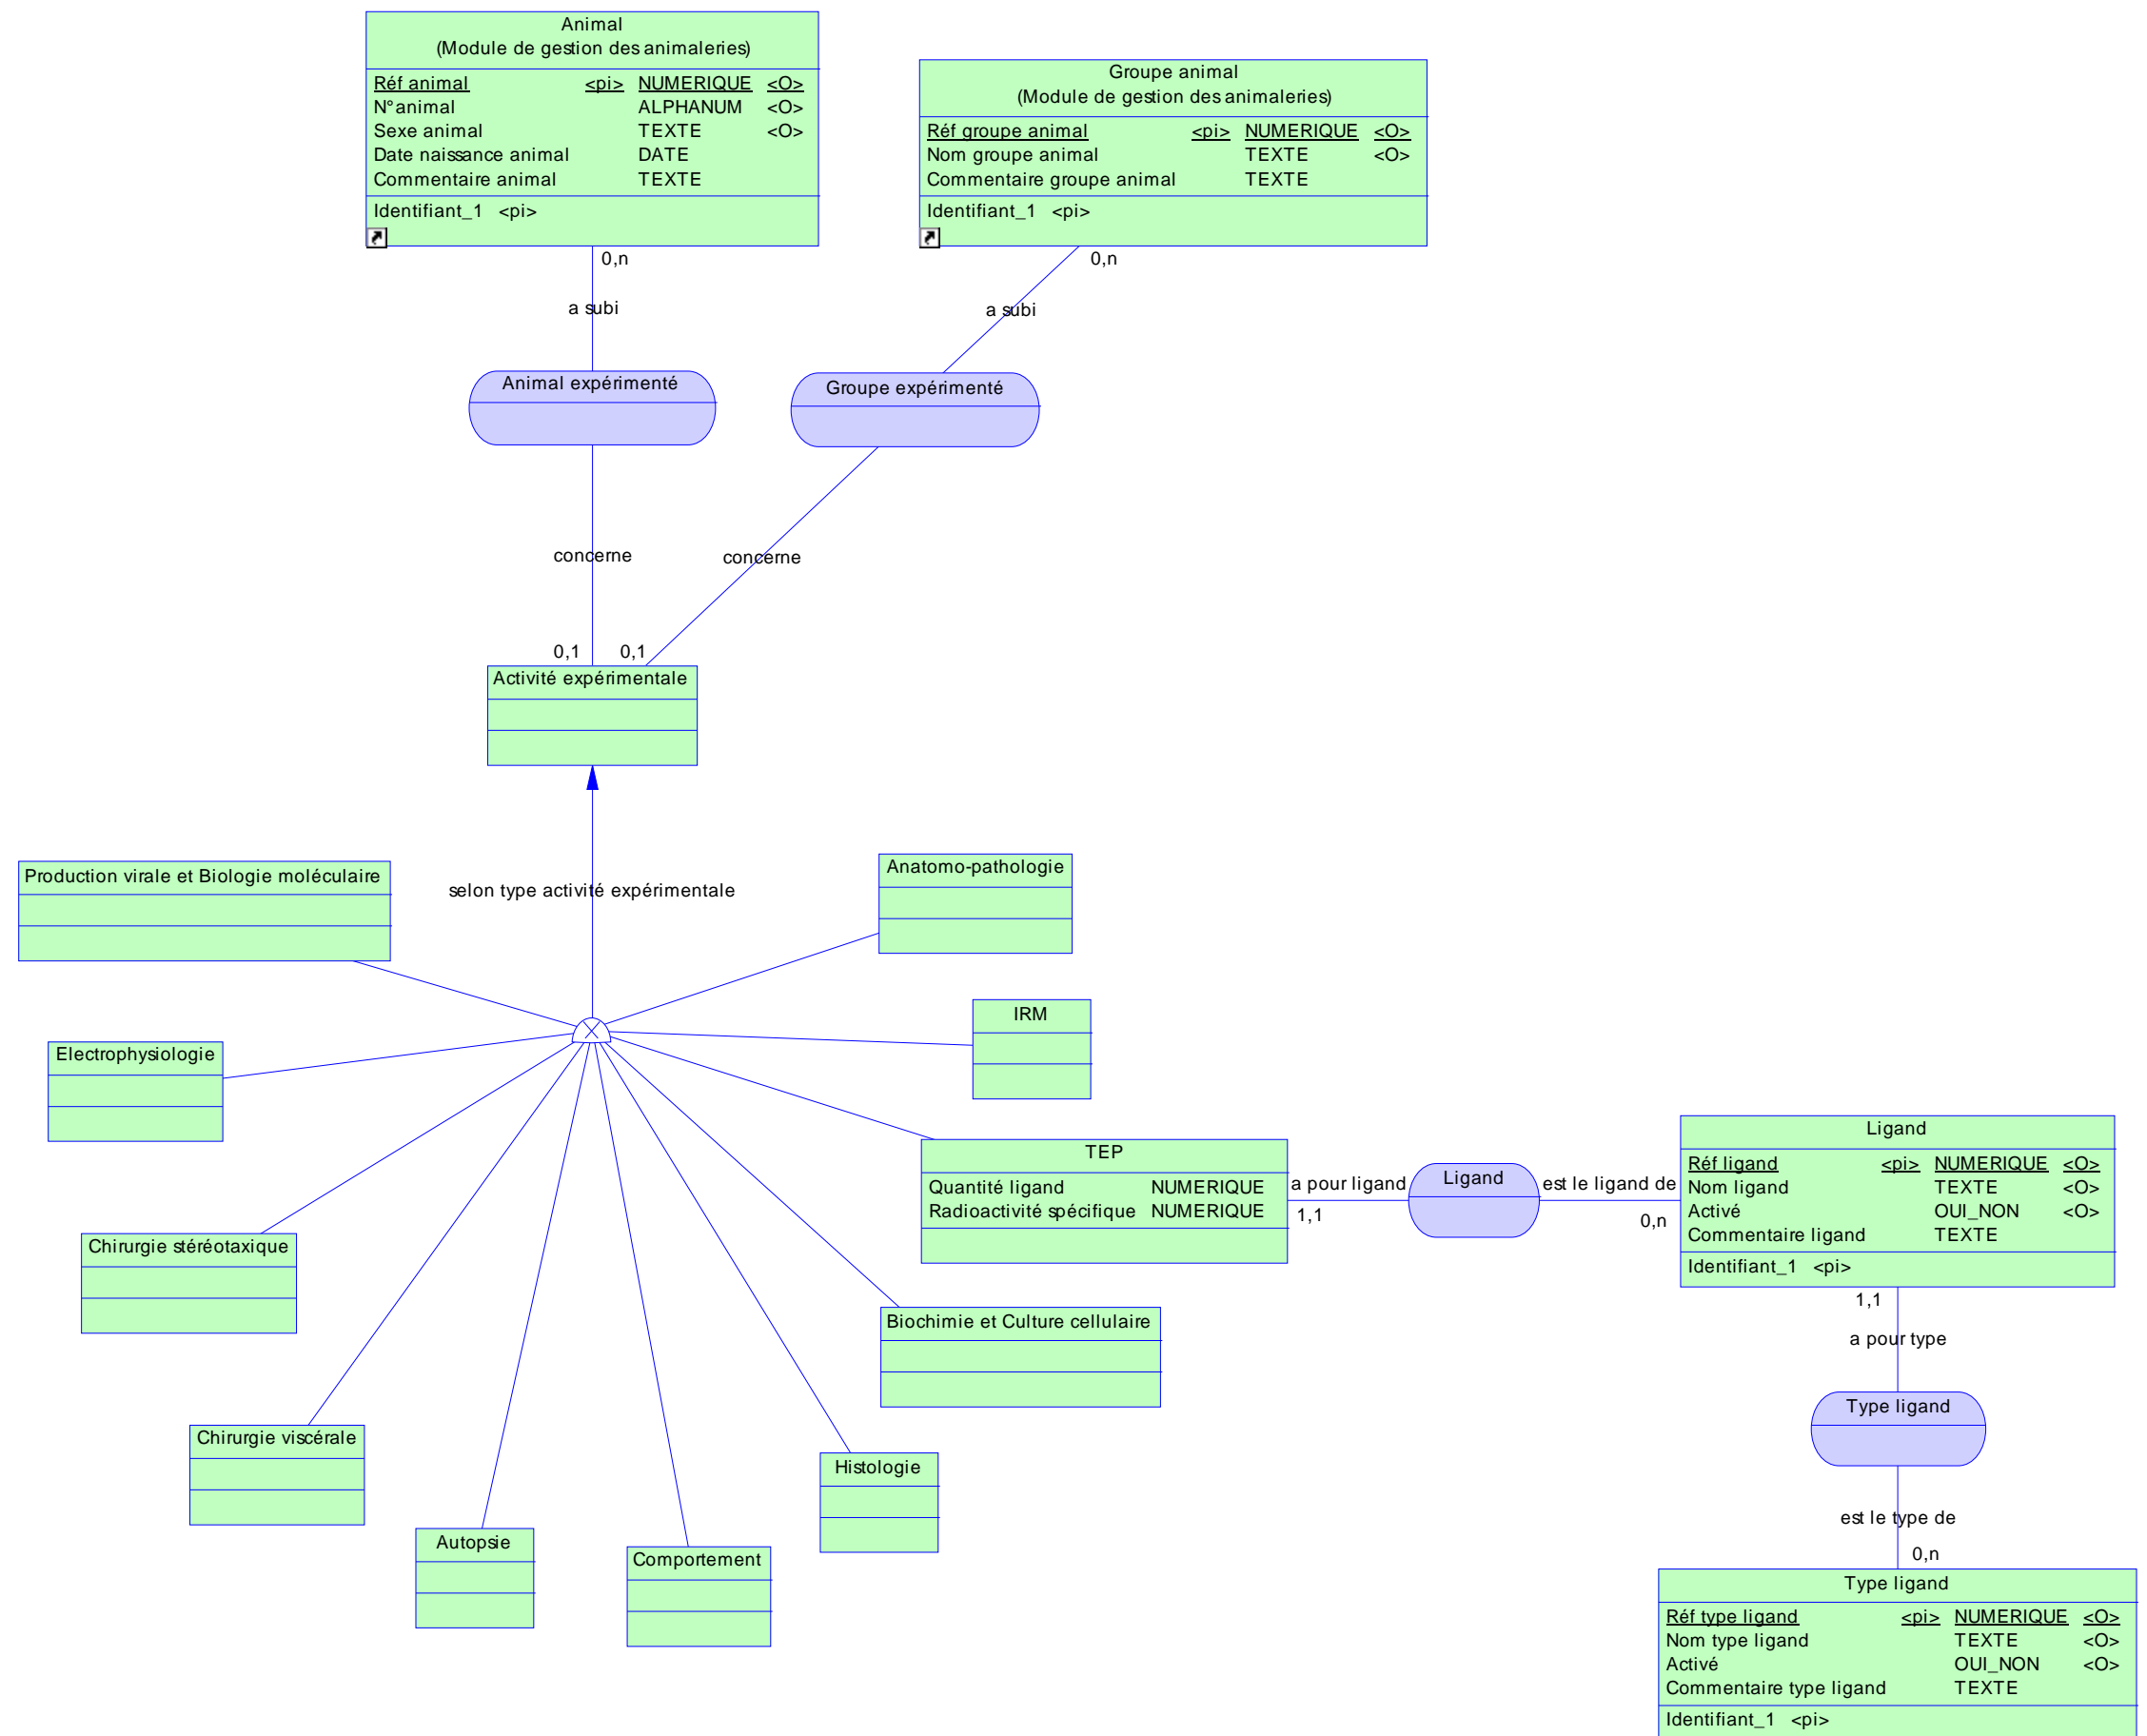 Animal
(Module de gestion des animaleries)
Réf animal <pi> NUMERIQUE <O>
N° animal ALPHANUM <O>
Sexe animal TEXTE <O>
Date naissance animal DATE
Commentaire animal TEXTE
Identifiant_1 <pi>
Groupe animal
(Module de gestion des animaleries)
Réf groupe animal <pi> NUMERIQUE <O>
Nom groupe animal TEXTE <O>
Commentaire groupe animal TEXTE
Identifiant_1 <pi>
0,n
0,n
a subi
a subi
Animal expérimenté
Groupe expérimenté
concerne
concerne
0,1
0,1
Activité expérimentale
selon type activité expérimentale
Production virale et Biologie moléculaire
Anatomo-pathologie
IRM
Electrophysiologie
TEP
Quantité ligand NUMERIQUE
Radioactivité spécifique NUMERIQUE
a pour ligand
1,1
Ligand
est le ligand de
0,n
Ligand
Réf ligand <pi> NUMERIQUE <O>
Nom ligand TEXTE <O>
Activé OUI_NON <O>
Commentaire ligand TEXTE
Identifiant_1 <pi>
Chirurgie stéréotaxique
Biochimie et Culture cellulaire
1,1
a pour type
Type ligand
est le type de
0,n
Chirurgie viscérale
Histologie
Autopsie
Comportement
Type ligand
Réf type ligand <pi> NUMERIQUE <O>
Nom type ligand TEXTE <O>
Activé OUI_NON <O>
Commentaire type ligand TEXTE
Identifiant_1 <pi>